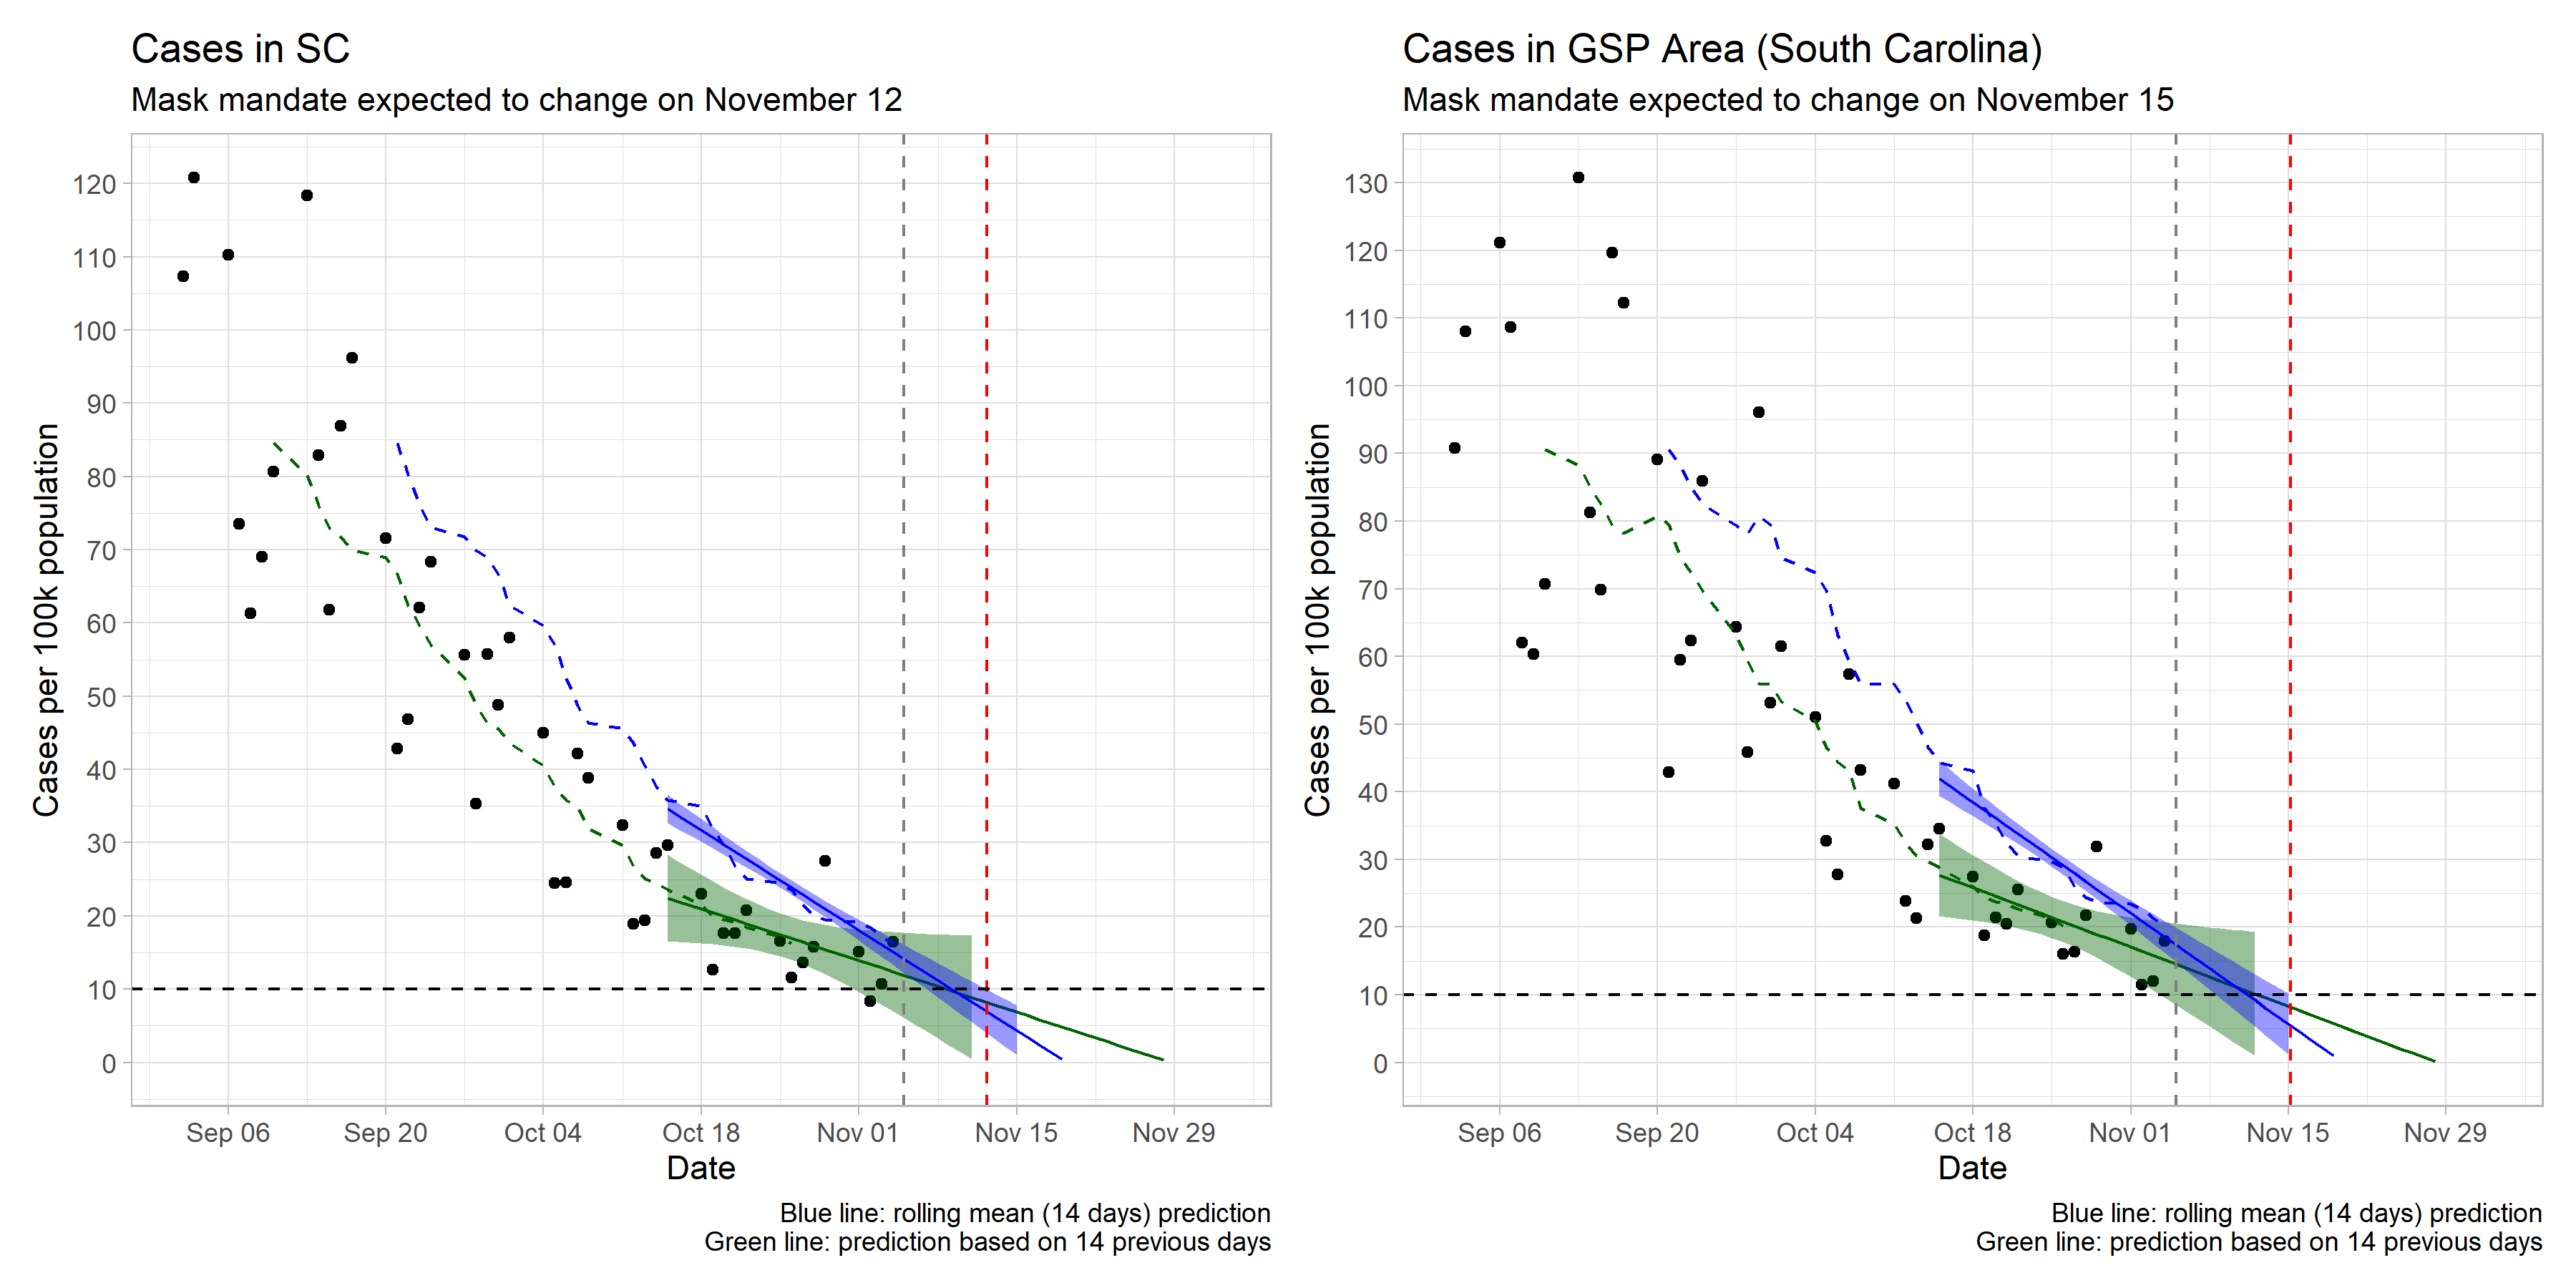 Cases in SC
Mask mandate expected to change on November 12
Cases per 100k population
120
110
100
90
80
70
60
50
40
30
20
10
0
Sep 06 Sep 20 Oct 04 Oct 18 Nov 01 Nov 15 Nov 29
Date
Blue line: rolling mean (14 days) prediction
Green line: prediction based on 14 previous days
Cases in GSP Area (South Carolina)
Mask mandate expected to change on November 15
Cases per 100k population
130
120
110
100
90
80
70
60
50
40
30
20
10
0
Sep 06 Sep 20 Oct 04 Oct 18 Nov 01 Nov 15 Nov 29
Date
Blue line: rolling mean (14 days) prediction
Green line: prediction based on 14 previous days